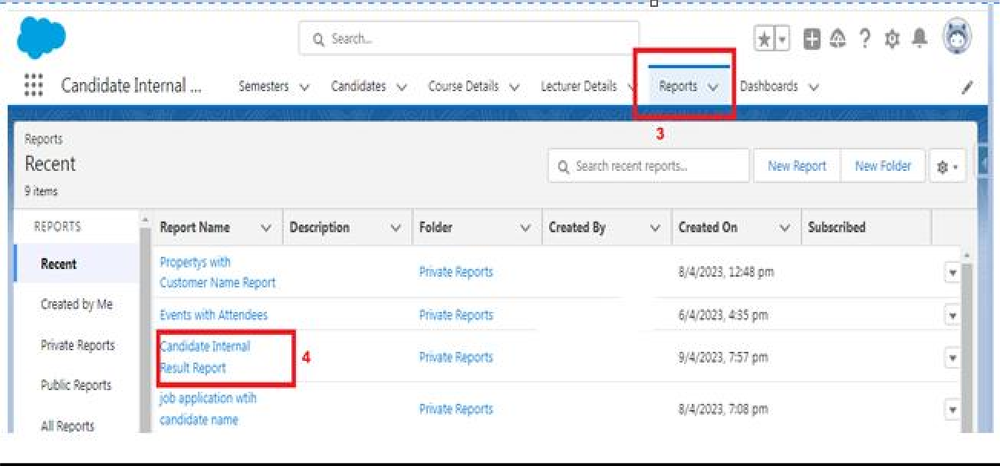 Search...
Candidate Internal ... Semesters Candidates Course Details Lecturer Details Reports Dashboards
3
Reports
Recent
9 items
Search recent reports... New Report New Folder
REPORTS
Recent
Created by Me
Private Reports
Public Reports
All Reports
Report Name Description Folder Created By Created On Subscribed
Propertys with
Customer Name Report
Private Reports 8/4/2023, 12:48 pm
Events with Attendees Private Reports 6/4/2023, 4:35 pm
Candidate Internal
Result Report
4
Private Reports 9/4/2023, 7:57 pm
job application wtih
candidate name
Private Reports 8/4/2023, 7:08 pm